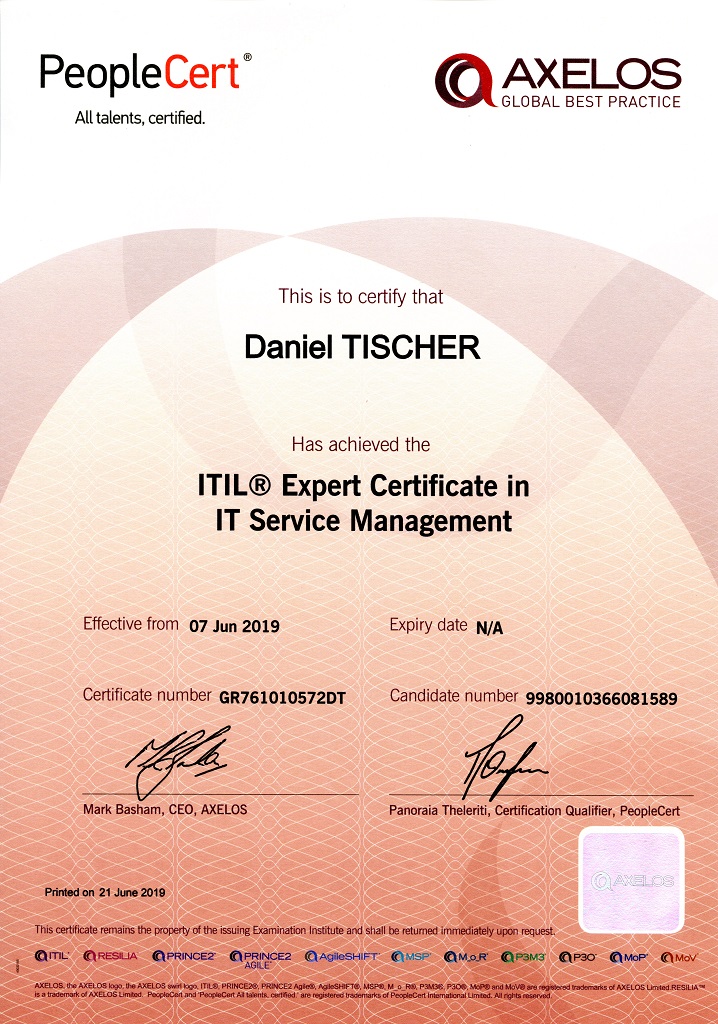 PeopleCert®
All talents, certified.
AXELOS
GLOBAL BEST PRACTICE
This is to certify that
Daniel TISCHER
Has achieved the
ITIL® Expert Certificate in
IT Service Management
Effective from 07 Jun 2019
Expiry date N/A
Certificate number GR761010572DT
Candidate number 9980010366081589
Mark Basham, CEO, AXELOS
Panoraia Theleriti, Certification Qualifier, PeopleCert
AXELOS
Printed on 21 June 2019
This certificate remains the property of the issuing Examination Institute and shall be returned immediately upon request.
ITIL® RESILIA™ PRINCE2® PRINCE2 AGILE® AgileSHIFT® MSP® M_o_R® P3M3® P3O® MoP® MoV®
AXELOS, the AXELOS logo, the AXELOS swirl logo, ITIL®, PRINCE2®, PRINCE2 Agile®, AgileSHIFT®, MSP®, M_o_R®, P3M3®, P3O®, MoP® and MoV® are registered trademarks of AXELOS Limited.RESILIA™
is a trademark of AXELOS Limited. PeopleCert and 'PeopleCert All talents, certified.' are registered trademarks of PeopleCert International Limited. All rights reserved.